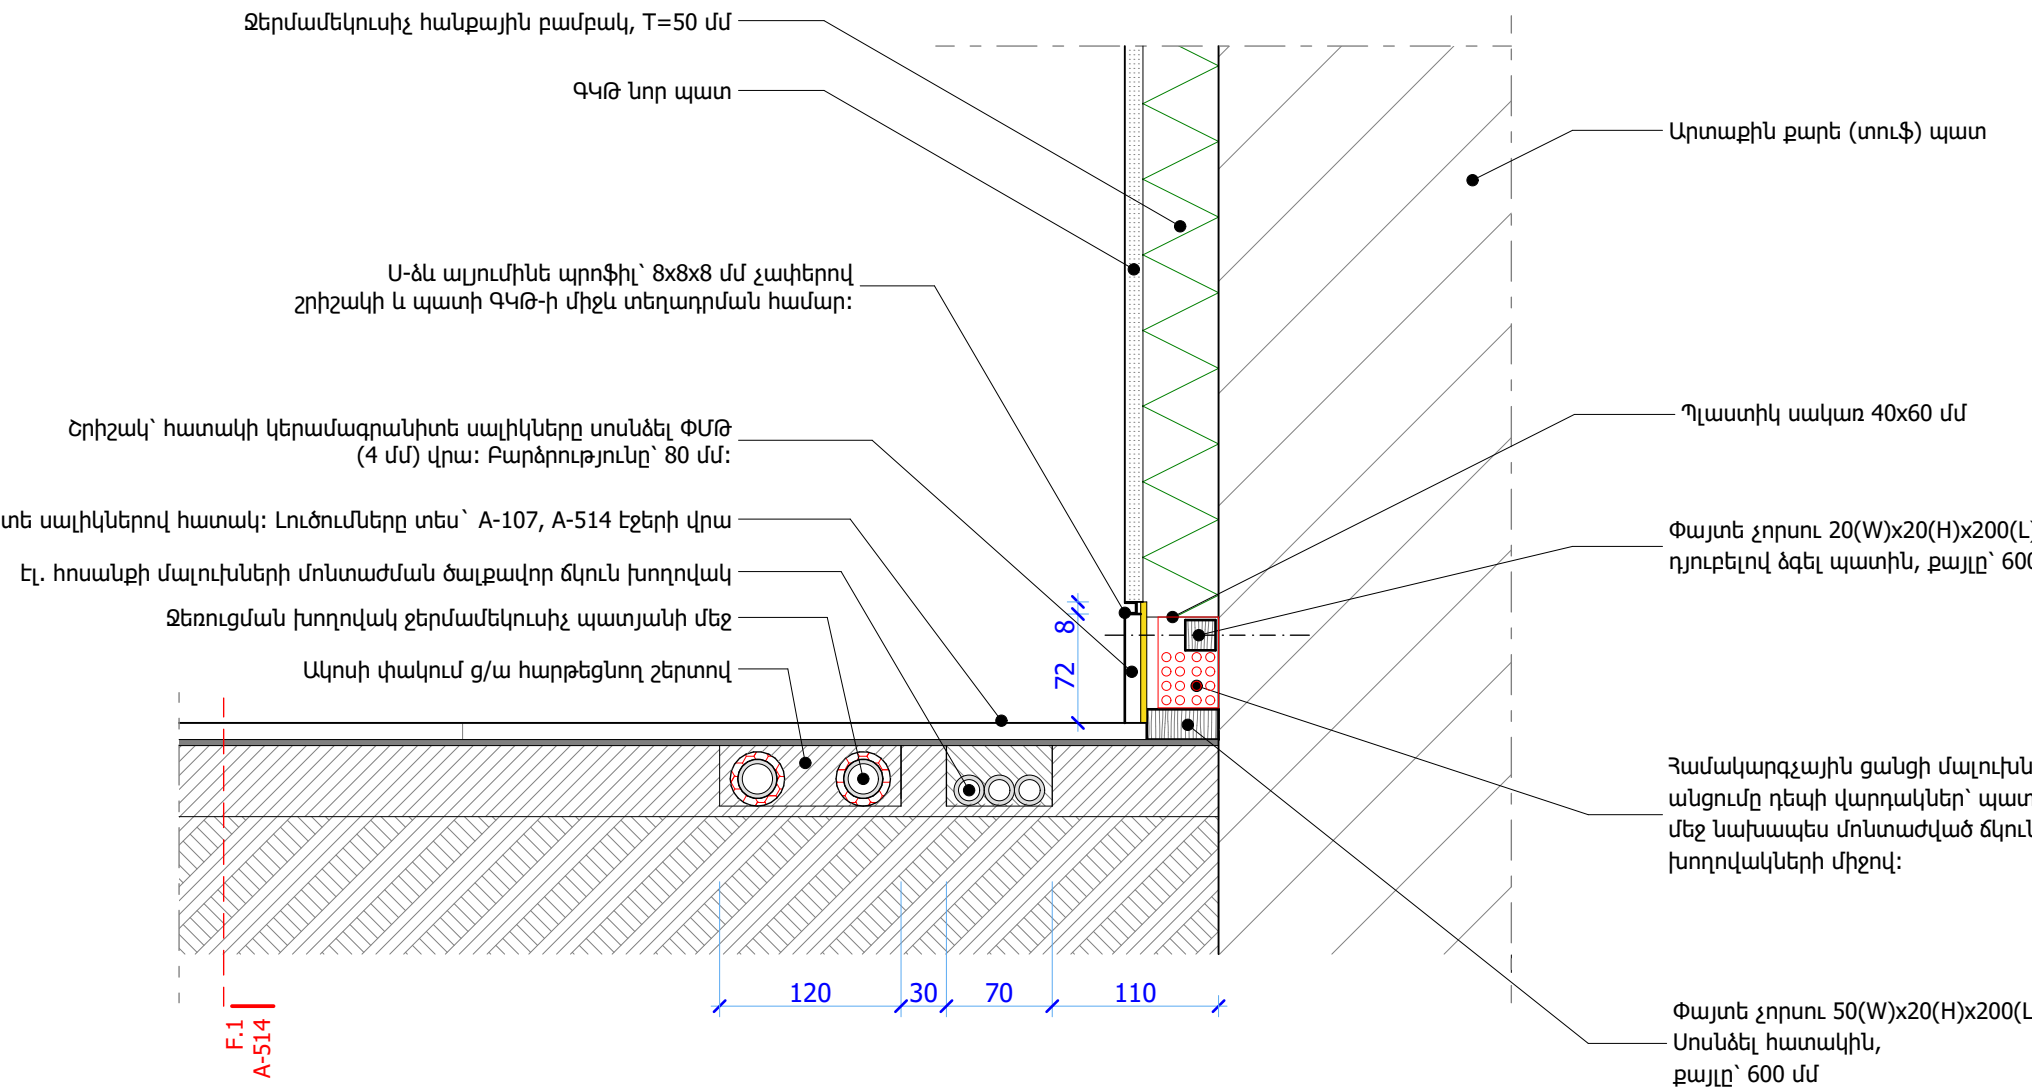 Ջերմամեկուսիչ հանքային բամբակ, T=50 մմ
ԳԿԹ նոր պատ
Ս-ձև ալյումինե պրոֆիլ՝ 8x8x8 մմ չափերով
շրիշակի և պատի ԳԿԹ-ի միջև տեղադրման համար:
Շրիշակ՝ հատակի կերամագրանիտե սալիկները սոսնձել ՓՄԹ
(4 մմ) վրա: Բարձրությունը՝ 80 մմ:
տե սալիկներով հատակ: Լուծումները տես՝ A-107, A-514 էջերի վրա
Էլ. հոսանքի մալուխների մոնտաժման ծալքավոր ճկուն խողովակ
Ջեռուցման խողովակ ջերմամեկուսիչ պատյանի մեջ
Ակոսի փակում ց/ա հարթեցնող շերտով
Արտաքին քարե (տուֆ) պատ
Պլաստիկ սակառ 40x60 մմ
Փայտե չորսու 20(W)x20(H)x200(L)
դյուբելով ձգել պատին, քայլը՝ 600
Համակարգչային ցանցի մալուխն
անցումը դեպի վարդակներ՝ պատ
մեջ նախապես մոնտաժված ճկուն
խողովակների միջով:
Փայտե չորսու 50(W)x20(H)x200(L
Սոսնձել հատակին,
քայլը՝ 600 մմ
8
72
120
30
70
110
F.1
A-514